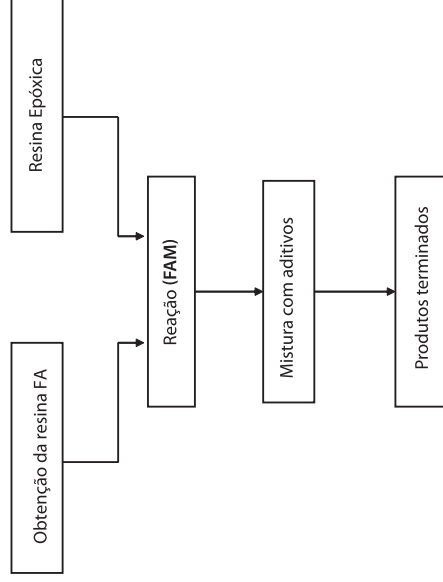 Obtenção da resina FA
Resina Epóxica
Reação (FAM)
Mistura com aditivos
Produtos terminados